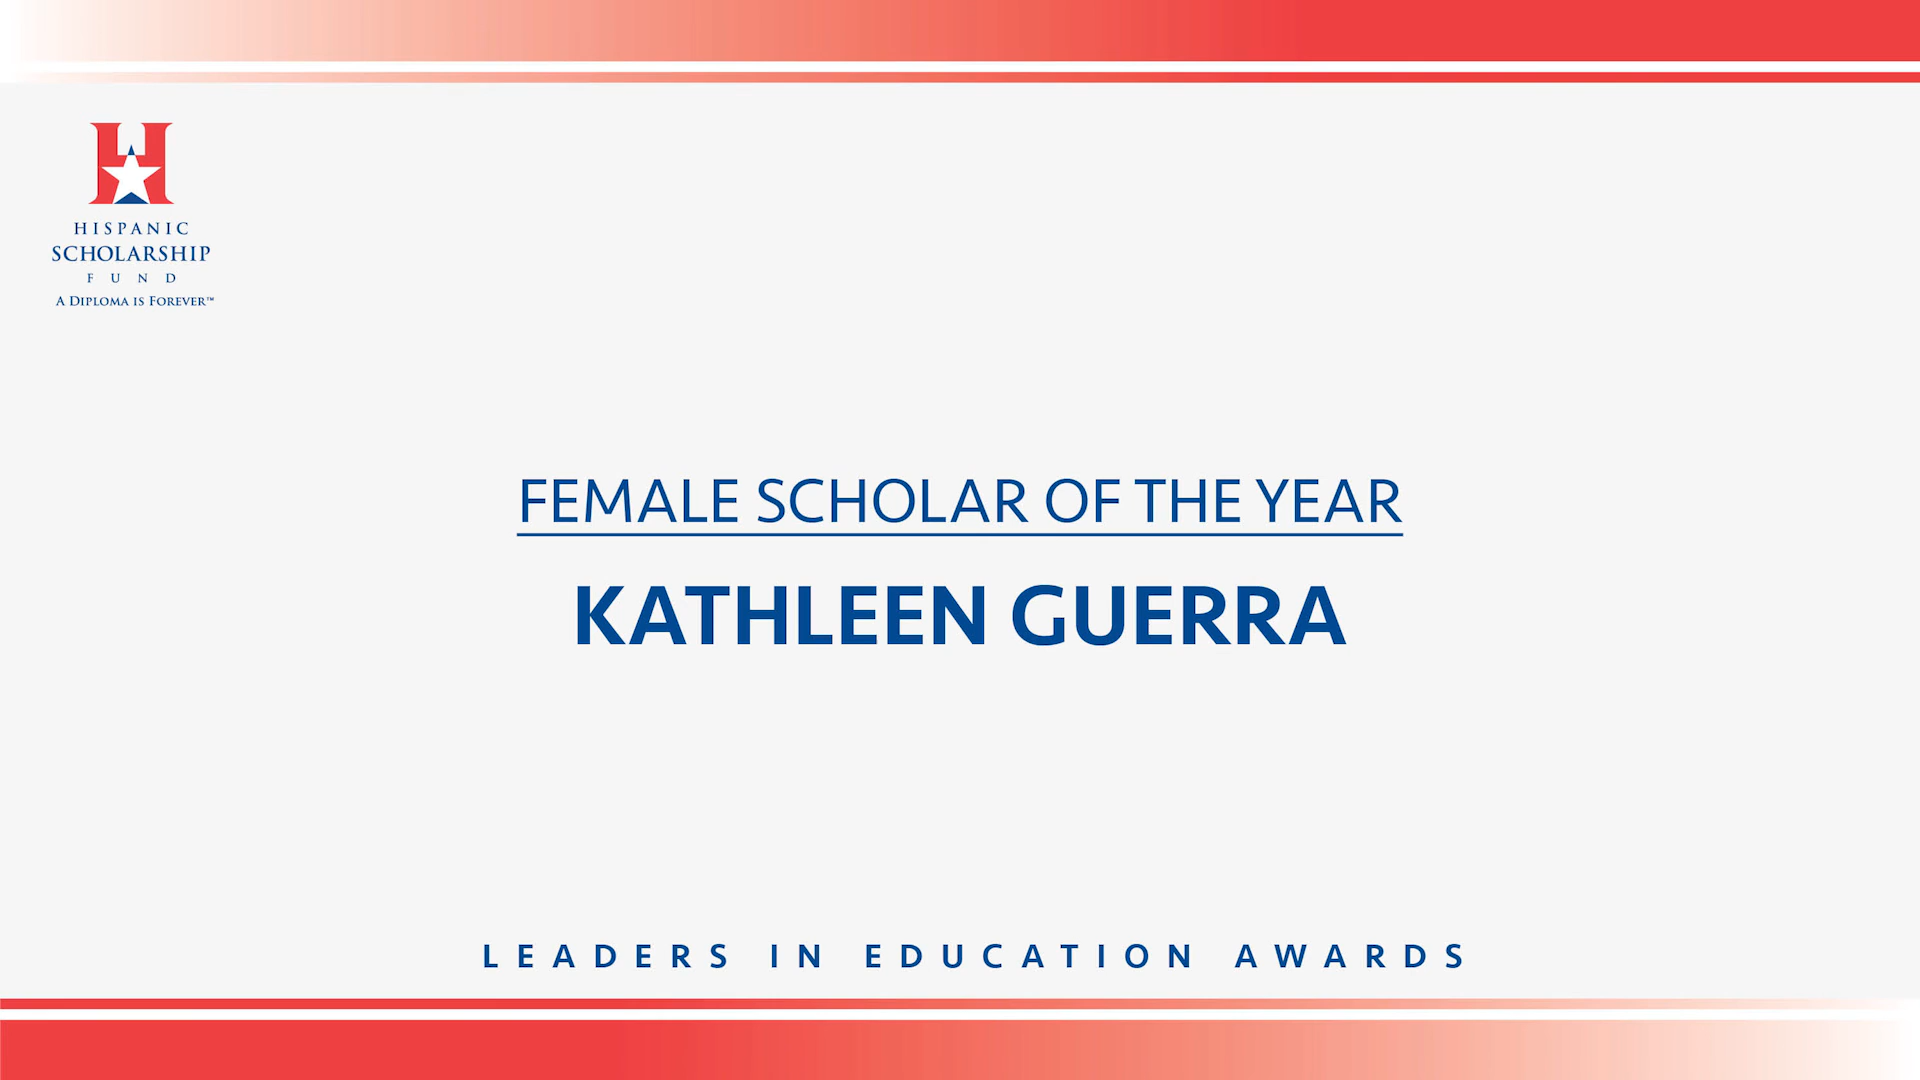 H
HISPANIC
SCHOLARSHIP
FUND
A DIPLOMA IS FOREVER™
FEMALE SCHOLAR OF THE YEAR
KATHLEEN GUERRA
LEADERS IN EDUCATION AWARDS